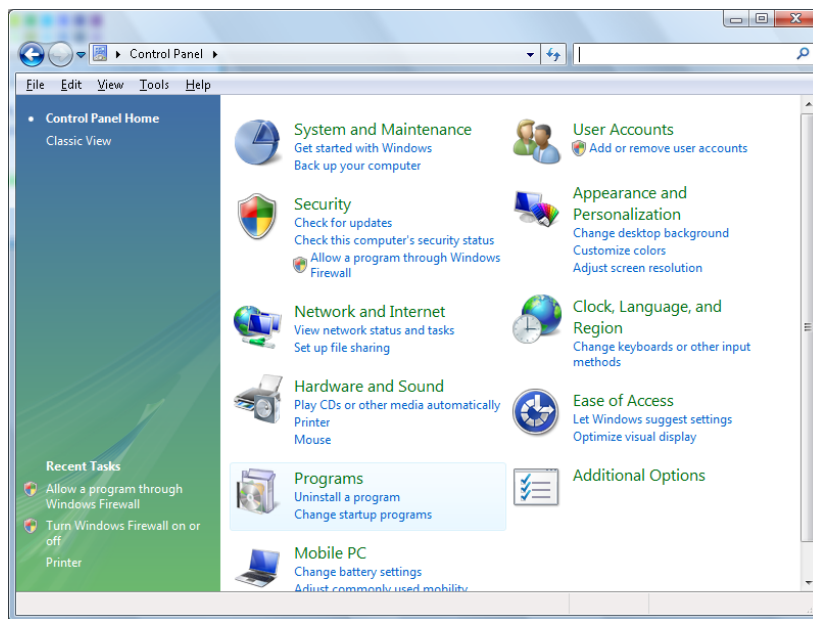 Control Panel
File Edit View Tools Help
Control Panel Home
Classic View
System and Maintenance
Get started with Windows
Back up your computer
Security
Check for updates
Check this computer's security status
Allow a program through Windows
Firewall
Network and Internet
View network status and tasks
Set up file sharing
Hardware and Sound
Play CDs or other media automatically
Printer
Mouse
Programs
Uninstall a program
Change startup programs
Mobile PC
Change battery settings
Adjust commonly used mobility
User Accounts
Add or remove user accounts
Appearance and
Personalization
Change desktop background
Customize colors
Adjust screen resolution
Clock, Language, and
Region
Change keyboards or other input
methods
Ease of Access
Let Windows suggest settings
Optimize visual display
Additional Options
Recent Tasks
Allow a program through
Windows Firewall
Turn Windows Firewall on or
off
Printer